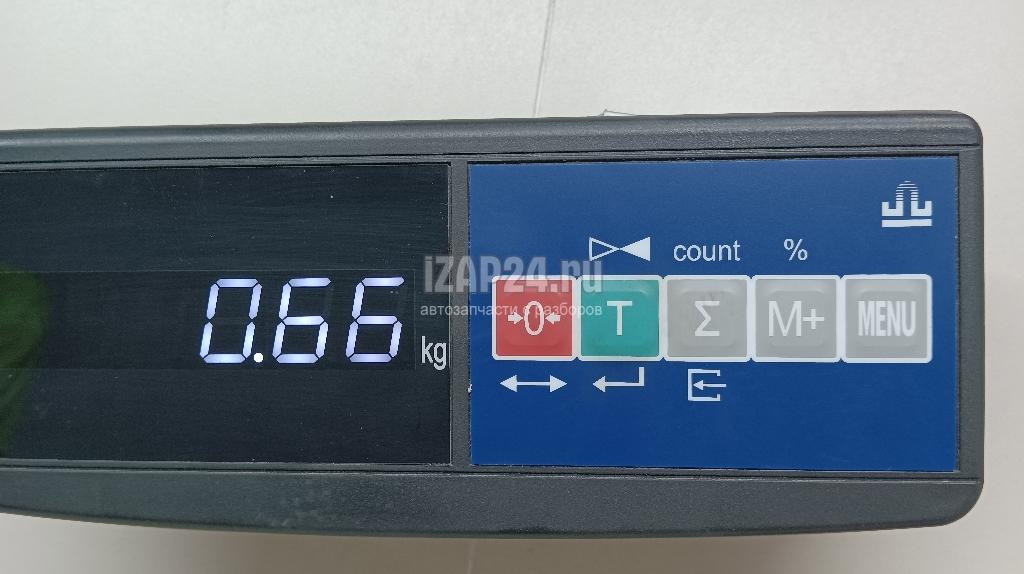 count %
iZAP24.ru
автозапчасти с разборов
0.66 kg
→0← T Σ M+ MENU